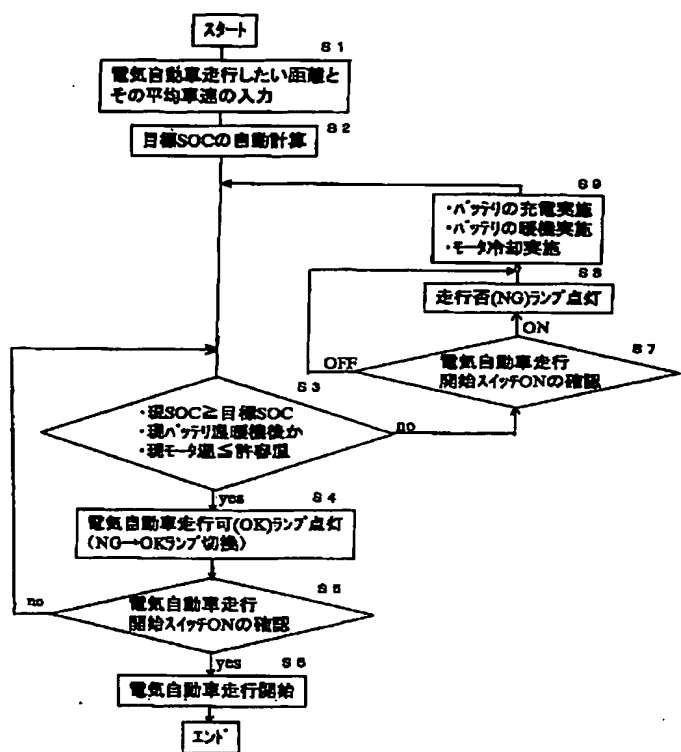 スタート
S1
電気自動車走行したい距離と
その平均車速の入力
S2
目標SOCの自動計算
S9
・バッテリの充電実施
・バッテリの暖機実施
・モータ冷却実施
S8
走行否(NG)ランプ点灯
ON
S7
OFF
電気自動車走行
開始スイッチONの確認
S3
・現SOC≧目標SOC
・現バッテリ温暖機後か
・現モータ温≦許容温
no
yes
S4
電気自動車走行可(OK)ランプ点灯
(NG→OKランプ切換)
S5
no
電気自動車走行
開始スイッチONの確認
yes
S6
電気自動車走行開始
エンド